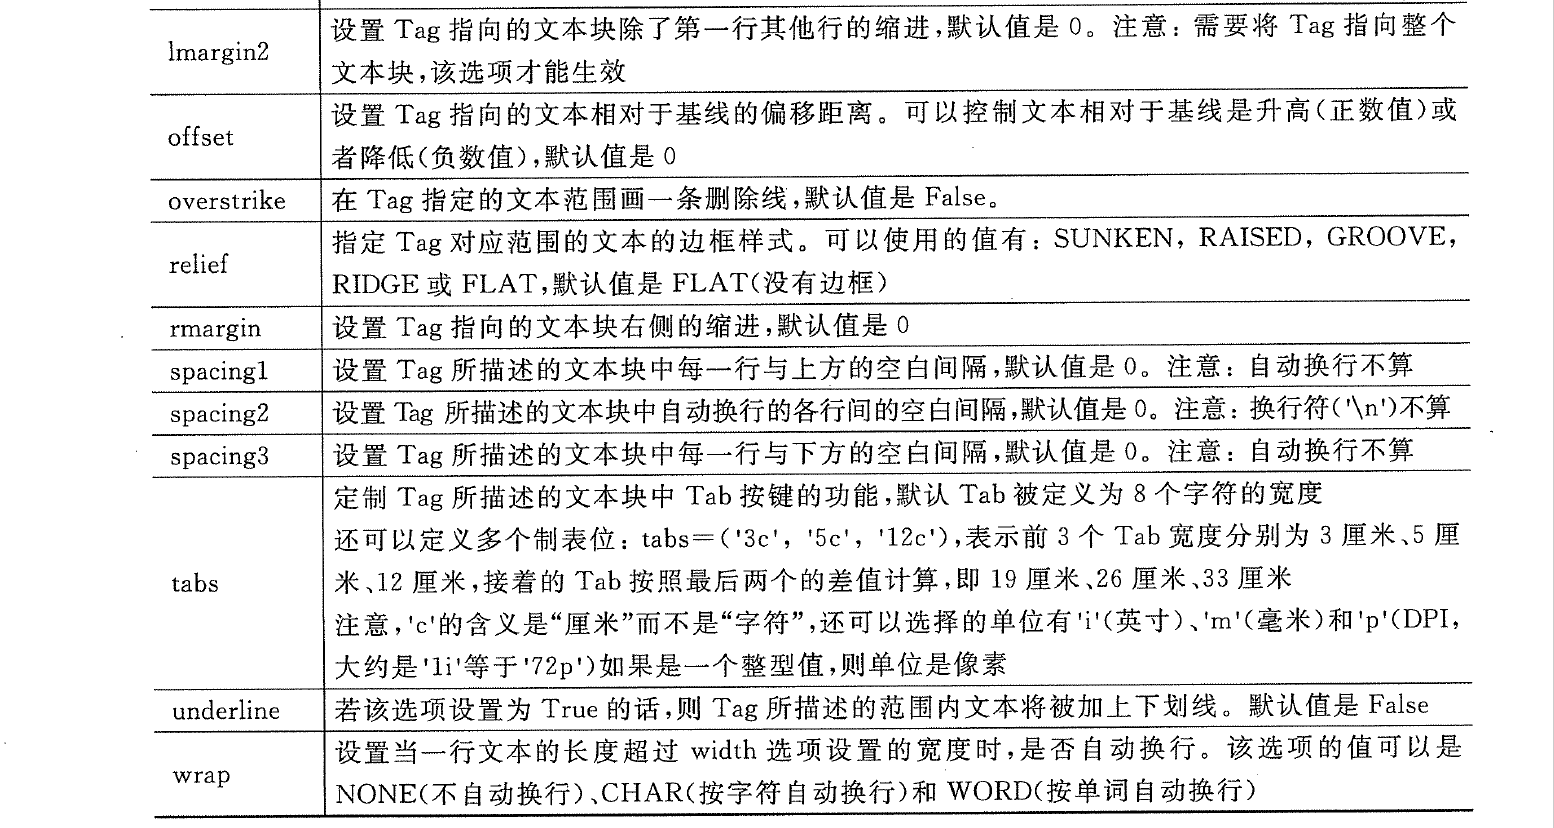 lmargin2
设置 Tag 指向的文本块除了第一行其他行的缩进,默认值是 0。注意：需要将 Tag 指向整个
文本块,该选项才能生效
offset
设置 Tag 指向的文本相对于基线的偏移距离。可以控制文本相对于基线是升高(正数值)或
者降低(负数值),默认值是 0
overstrike
在 Tag 指定的文本范围画一条删除线,默认值是 False。
relief
指定 Tag 对应范围的文本的边框样式。可以使用的值有：SUNKEN, RAISED, GROOVE,
RIDGE 或 FLAT,默认值是 FLAT(没有边框)
rmargin
设置 Tag 指向的文本块右侧的缩进,默认值是 0
spacing1
设置 Tag 所描述的文本块中每一行与上方的空白间隔,默认值是 0。注意：自动换行不算
spacing2
设置 Tag 所描述的文本块中自动换行的各行间的空白间隔,默认值是 0。注意：换行符('\n')不算
spacing3
设置 Tag 所描述的文本块中每一行与下方的空白间隔,默认值是 0。注意：自动换行不算
tabs
定制 Tag 所描述的文本块中 Tab 按键的功能,默认 Tab 被定义为 8 个字符的宽度
还可以定义多个制表位：tabs=('3c', '5c', '12c'),表示前 3 个 Tab 宽度分别为 3 厘米、5 厘
米、12 厘米,接着的 Tab 按照最后两个的差值计算,即 19 厘米、26 厘米、33 厘米
注意,'c'的含义是“厘米”而不是“字符”,还可以选择的单位有'i'(英寸)、'm'(毫米)和'p'(DPI,
大约是'1i'等于'72p')如果是一个整型值,则单位是像素
underline
若该选项设置为 True 的话,则 Tag 所描述的范围内文本将被加上下划线。默认值是 False
wrap
设置当一行文本的长度超过 width 选项设置的宽度时,是否自动换行。该选项的值可以是
NONE(不自动换行)、CHAR(按字符自动换行)和 WORD(按单词自动换行)